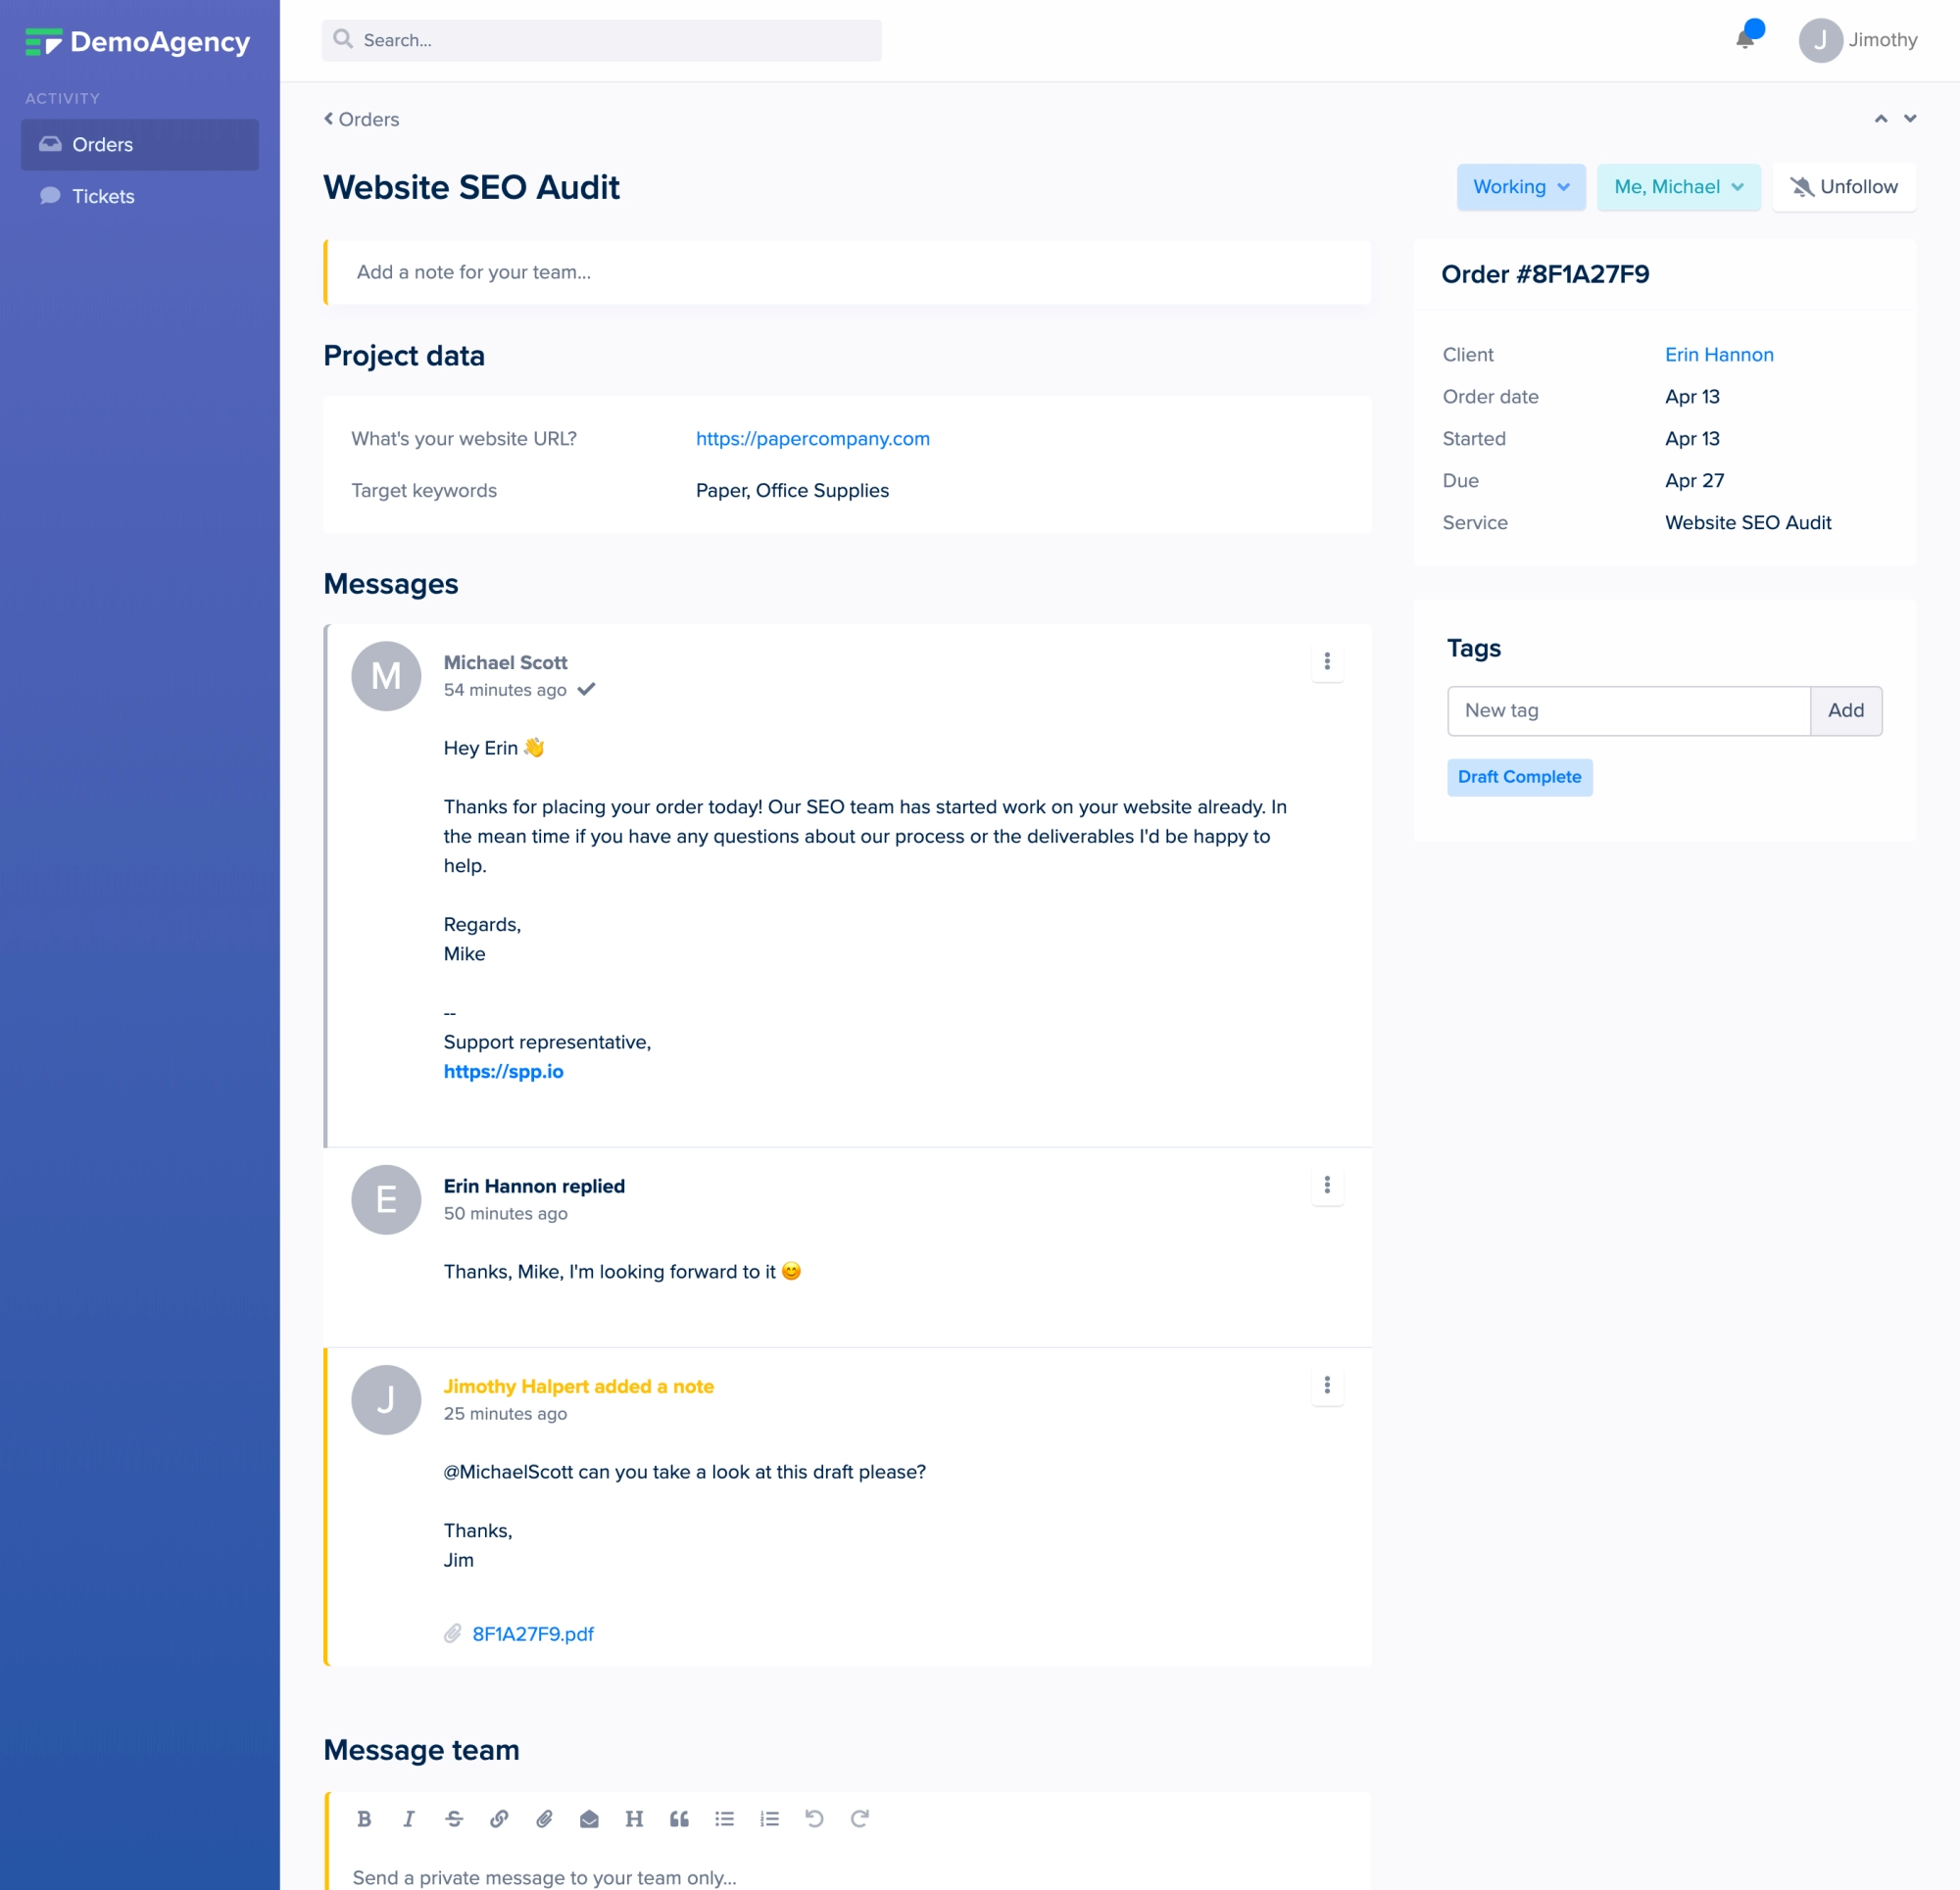 DemoAgency
Search...
J Jimothy
ACTIVITY
Orders
Tickets
Orders
Website SEO Audit
Working
Me, Michael
Unfollow
Add a note for your team...
Project data
What's your website URL? https://papercompany.com
Target keywords Paper, Office Supplies
Order #8F1A27F9
Client Erin Hannon
Order date Apr 13
Started Apr 13
Due Apr 27
Service Website SEO Audit
Tags
New tag Add
Draft Complete
Messages
M
Michael Scott
54 minutes ago
Hey Erin 👋
Thanks for placing your order today! Our SEO team has started work on your website already. In
the mean time if you have any questions about our process or the deliverables I'd be happy to
help.
Regards,
Mike
--
Support representative,
https://spp.io
E
Erin Hannon replied
50 minutes ago
Thanks, Mike, I'm looking forward to it 😊
J
Jimothy Halpert added a note
25 minutes ago
@MichaelScott can you take a look at this draft please?
Thanks,
Jim
8F1A27F9.pdf
Message team
Send a private message to your team only...